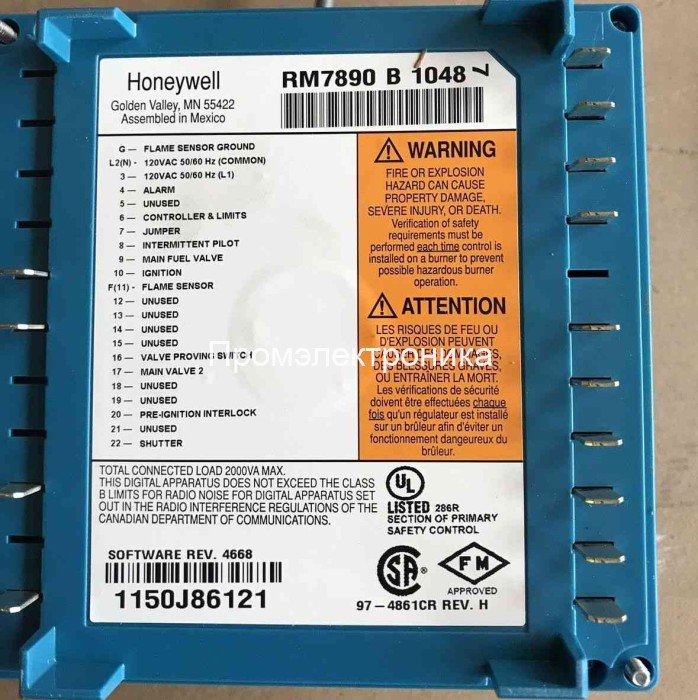 Honeywell
Golden Valley, MN 55422
Assembled in Mexico
RM7890 B 1048 7
G — FLAME SENSOR GROUND
L2(N) - 120VAC 50/60 Hz (COMMON)
3 — 120VAC 50/60 Hz (L1)
4 — ALARM
5 — UNUSED
6 — CONTROLLER & LIMITS
7 — JUMPER
8 — INTERMITTENT PILOT
9 — MAIN FUEL VALVE
10 — IGNITION
F(11) - FLAME SENSOR
12 — UNUSED
13 — UNUSED
14 — UNUSED
15 — UNUSED
16 — VALVE PROVING
17 — MAIN VALVE 2
18 — UNUSED
19 — UNUSED
20 — PRE-IGNITION INTERLOCK
21 — UNUSED
22 — SHUTTER
WARNING
FIRE OR EXPLOSION
HAZARD CAN CAUSE
PROPERTY DAMAGE,
SEVERE INJURY, OR DEATH.
Verification of safety
requirements must be
performed each time control is
installed on a burner to prevent
possible hazardous burner
operation.
ATTENTION
LES RISQUES DE FEU OU
D'EXPLOSION PEUVENT
DES BLESSURES GRAVES,
OU ENTRAÎNER LA MORT.
Les vérifications de sécurité
doivent être effectuées chaque
fois qu'un régulateur est installé
sur un brûleur afin d'éviter un
fonctionnement dangeureux du
brûleur.
Промэлектроника
TOTAL CONNECTED LOAD 2000VA MAX.
THIS DIGITAL APPARATUS DOES NOT EXCEED THE CLASS
B LIMITS FOR RADIO NOISE FOR DIGITAL APPARATUS SET
OUT IN THE RADIO INTERFERENCE REGULATIONS OF THE
CANADIAN DEPARTMENT OF COMMUNICATIONS.
UL
LISTED 286R
SECTION OF PRIMARY
SAFETY CONTROL
SOFTWARE REV. 4668
1150J86121
SA ®
FM
APPROVED
97-4861CR REV. H